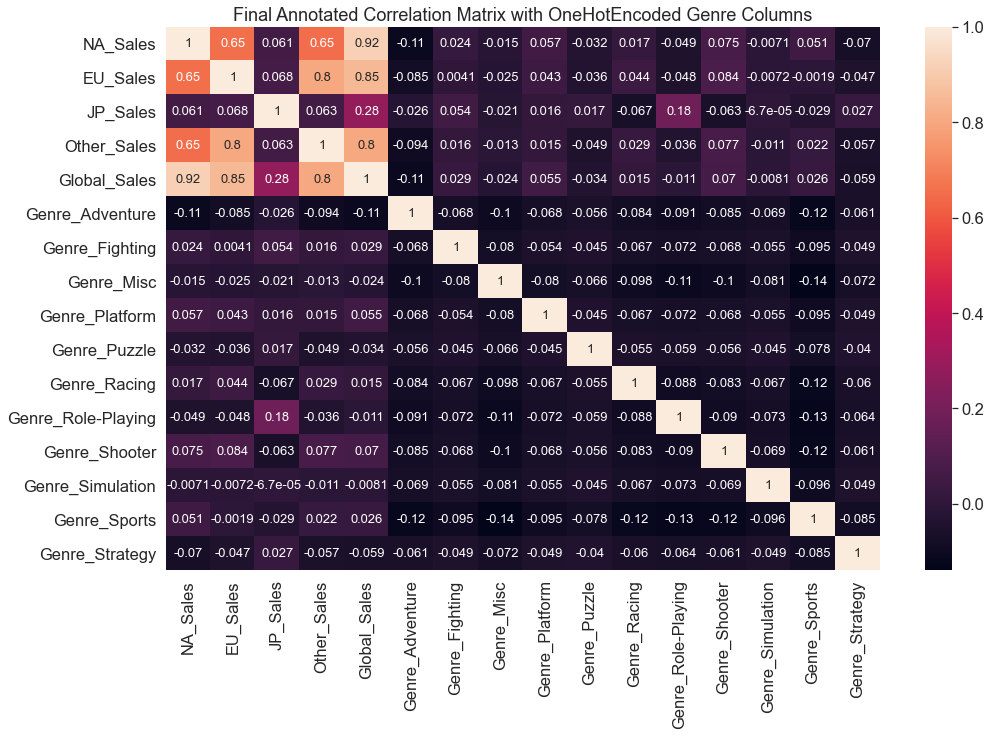 Final Annotated Correlation Matrix with OneHotEncoded Genre Columns
NA_Sales 1 0.65 0.061 0.65 0.92 -0.11 0.024 -0.015 0.057 -0.032 0.017 -0.049 0.075 -0.0071 0.051 -0.07
EU_Sales 0.65 1 0.068 0.8 0.85 -0.085 0.0041 -0.025 0.043 -0.036 0.044 -0.048 0.084 -0.0072 -0.0019 -0.047
JP_Sales 0.061 0.068 1 0.063 0.28 -0.026 0.054 -0.021 0.016 0.017 -0.067 0.18 -0.063 -6.7e-05 -0.029 0.027
Other_Sales 0.65 0.8 0.063 1 0.8 -0.094 0.016 -0.013 0.015 -0.049 0.029 -0.036 0.077 -0.011 0.022 -0.057
Global_Sales 0.92 0.85 0.28 0.8 1 -0.11 0.029 -0.024 0.055 -0.034 0.015 -0.011 0.07 -0.0081 0.026 -0.059
Genre_Adventure -0.11 -0.085 -0.026 -0.094 -0.11 1 -0.068 -0.1 -0.068 -0.056 -0.084 -0.091 -0.085 -0.069 -0.12 -0.061
Genre_Fighting 0.024 0.0041 0.054 0.016 0.029 -0.068 1 -0.08 -0.054 -0.045 -0.067 -0.072 -0.068 -0.055 -0.095 -0.049
Genre_Misc -0.015 -0.025 -0.021 -0.013 -0.024 -0.1 -0.08 1 -0.08 -0.066 -0.098 -0.11 -0.1 -0.081 -0.14 -0.072
Genre_Platform 0.057 0.043 0.016 0.015 0.055 -0.068 -0.054 -0.08 1 -0.045 -0.067 -0.072 -0.068 -0.055 -0.095 -0.049
Genre_Puzzle -0.032 -0.036 0.017 -0.049 -0.034 -0.056 -0.045 -0.066 -0.045 1 -0.055 -0.059 -0.056 -0.045 -0.078 -0.04
Genre_Racing 0.017 0.044 -0.067 0.029 0.015 -0.084 -0.067 -0.098 -0.067 -0.055 1 -0.088 -0.083 -0.067 -0.12 -0.06
Genre_Role-Playing -0.049 -0.048 0.18 -0.036 -0.011 -0.091 -0.072 -0.11 -0.072 -0.059 -0.088 1 -0.09 -0.073 -0.13 -0.064
Genre_Shooter 0.075 0.084 -0.063 0.077 0.07 -0.085 -0.068 -0.1 -0.068 -0.056 -0.083 -0.09 1 -0.069 -0.12 -0.061
Genre_Simulation -0.0071 -0.0072 -6.7e-05 -0.011 -0.0081 -0.069 -0.055 -0.081 -0.055 -0.045 -0.067 -0.073 -0.069 1 -0.096 -0.049
Genre_Sports 0.051 -0.0019 -0.029 0.022 0.026 -0.12 -0.095 -0.14 -0.095 -0.078 -0.12 -0.13 -0.12 -0.096 1 -0.085
Genre_Strategy -0.07 -0.047 0.027 -0.057 -0.059 -0.061 -0.049 -0.072 -0.049 -0.04 -0.06 -0.064 -0.061 -0.049 -0.085 1
NA_Sales
EU_Sales
JP_Sales
Other_Sales
Global_Sales
Genre_Adventure
Genre_Fighting
Genre_Misc
Genre_Platform
Genre_Puzzle
Genre_Racing
Genre_Role-Playing
Genre_Shooter
Genre_Simulation
Genre_Sports
Genre_Strategy
1.0
0.8
0.6
0.4
0.2
0.0